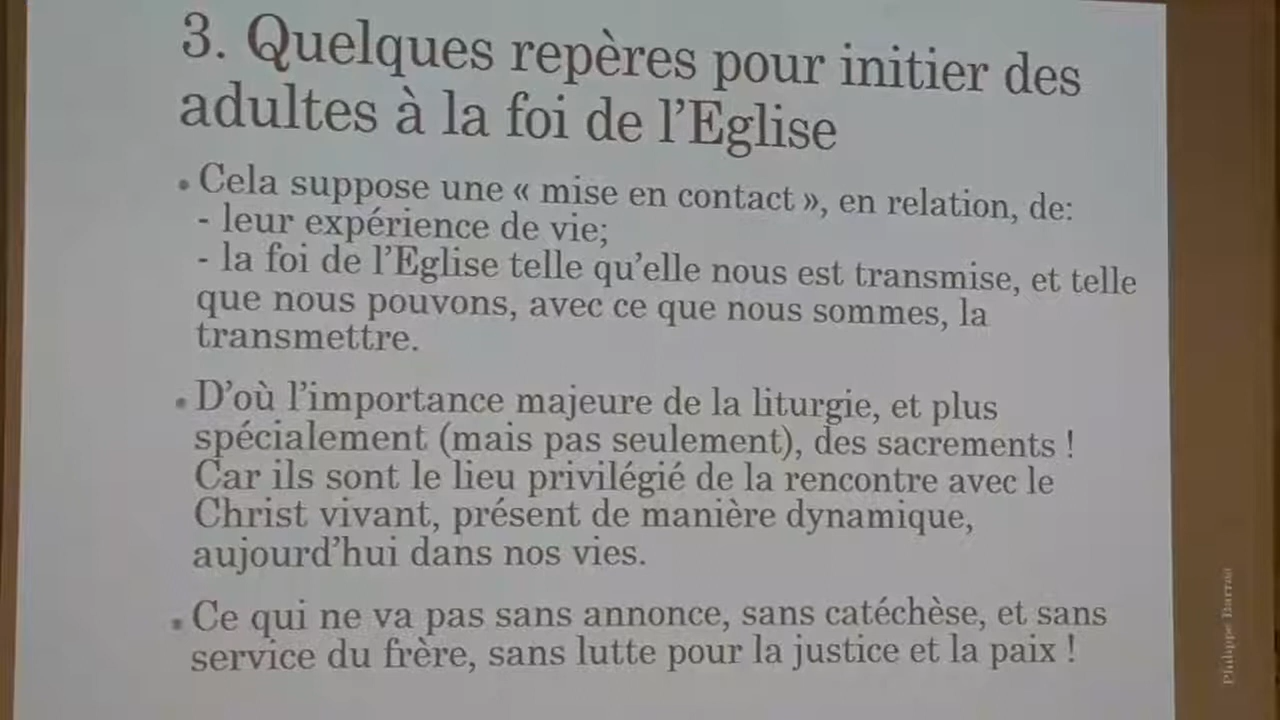 3. Quelques repères pour initier des
adultes à la foi de l'Eglise
• Cela suppose une « mise en contact », en relation, de:
- leur expérience de vie;
- la foi de l'Eglise telle qu'elle nous est transmise, et telle
que nous pouvons, avec ce que nous sommes, la
transmettre.
• D'où l'importance majeure de la liturgie, et plus
spécialement (mais pas seulement), des sacrements !
Car ils sont le lieu privilégié de la rencontre avec le
Christ vivant, présent de manière dynamique,
aujourd'hui dans nos vies.
• Ce qui ne va pas sans annonce, sans catéchèse, et sans
service du frère, sans lutte pour la justice et la paix !
Philippe